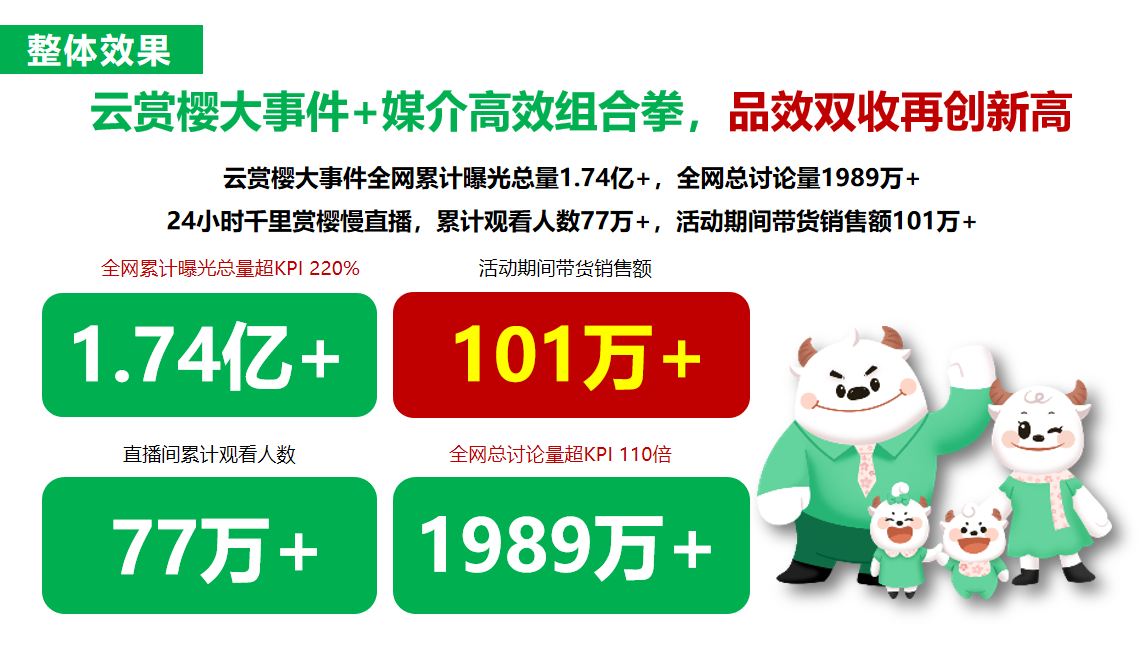 整体效果
云赏樱大事件+媒介高效组合拳，品效双收再创新高
云赏樱大事件全网累计曝光总量1.74亿+，全网总讨论量1989万+
24小时千里赏樱慢直播，累计观看人数77万+，活动期间带货销售额101万+
全网累计曝光总量超KPI 220%
活动期间带货销售额
1.74亿+
101万+
直播间累计观看人数
全网总讨论量超KPI 110倍
77万+
1989万+